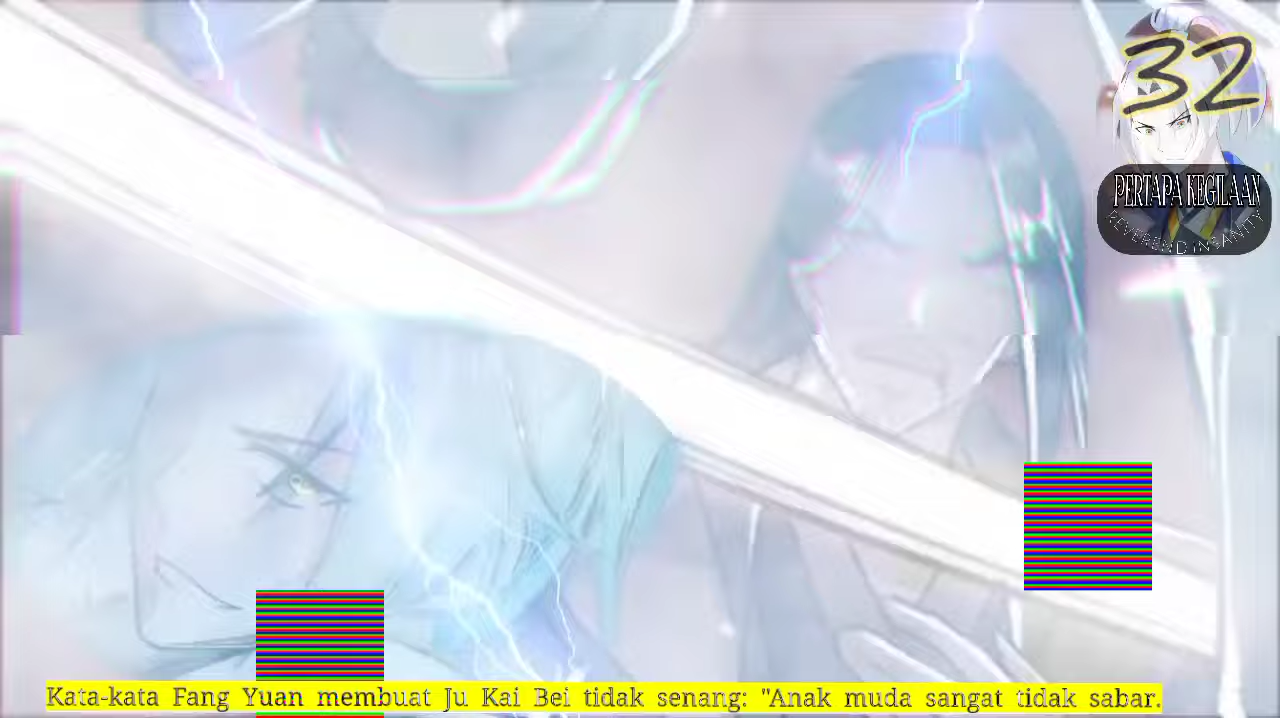 32
PERTAPA KEGILAAN
REVEREND INSANITY
Kata-kata Fang Yuan membuat Ju Kai Bei tidak senang: "Anak muda sangat tidak sabar.